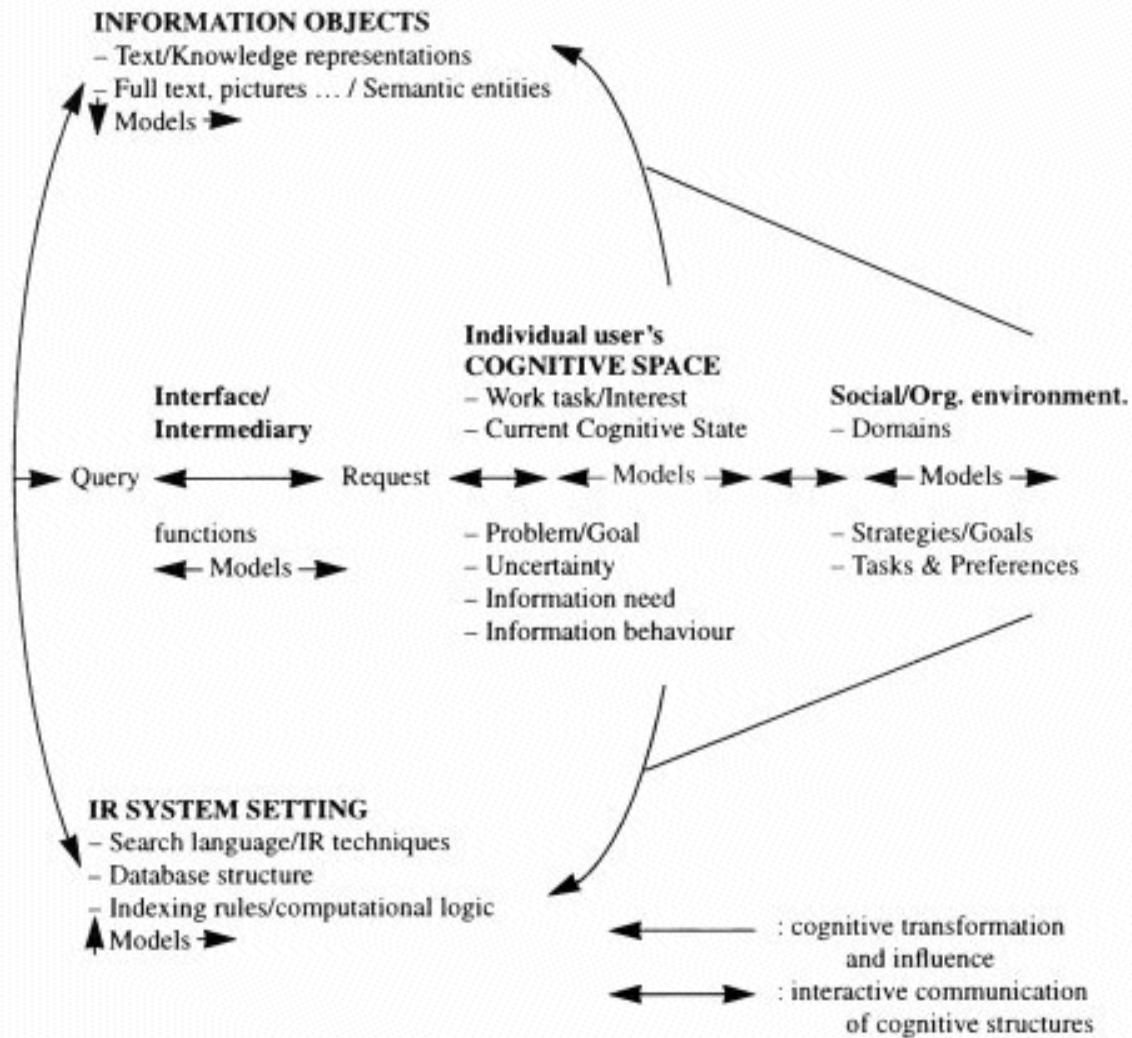 INFORMATION OBJECTS
– Text/Knowledge representations
– Full text, pictures … / Semantic entities
Models
Individual user's
COGNITIVE SPACE
– Work task/Interest
– Current Cognitive State
Interface/
Intermediary
Social/Org. environment.
– Domains
Query
Request
Models
Models
functions
Models
– Problem/Goal
– Uncertainty
– Information need
– Information behaviour
– Strategies/Goals
– Tasks & Preferences
IR SYSTEM SETTING
– Search language/IR techniques
– Database structure
– Indexing rules/computational logic
Models
: cognitive transformation
and influence
: interactive communication
of cognitive structures